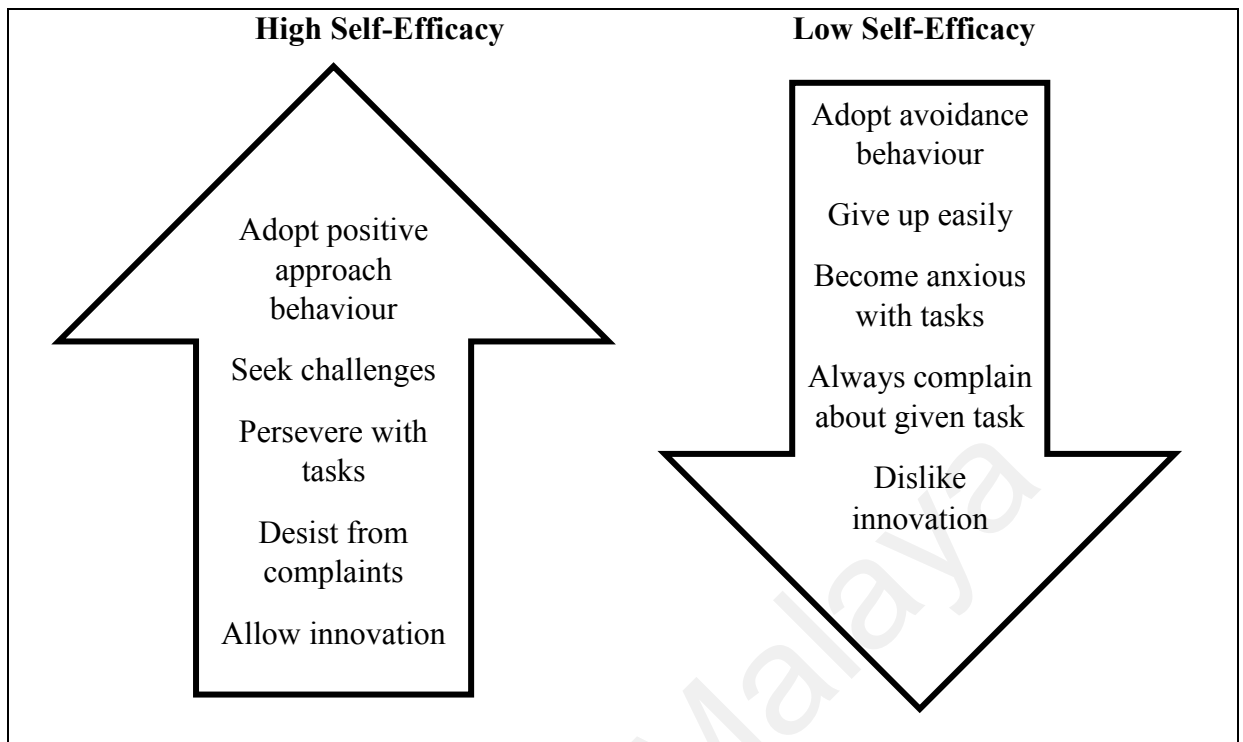 High Self-Efficacy
Adopt positive
approach
behaviour
Seek challenges
Persevere with
tasks
Desist from
complaints
Allow innovation
Low Self-Efficacy
Adopt avoidance
behaviour
Give up easily
Become anxious
with tasks
Always complain
about given task
Dislike
innovation
Malaya